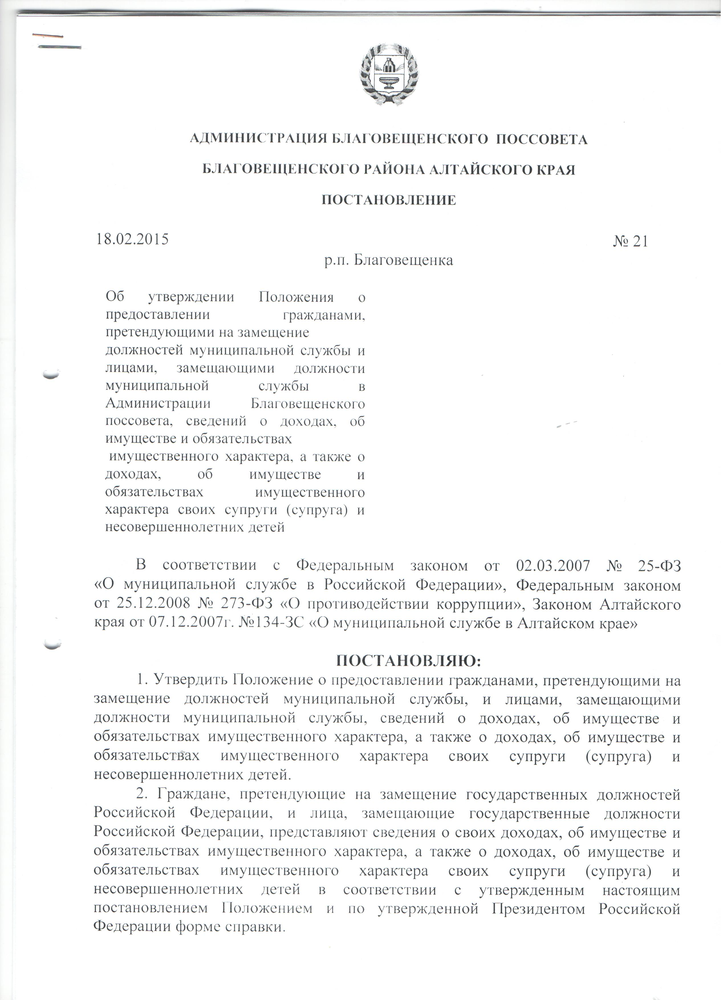 АДМИНИСТРАЦИЯ БЛАГОВЕЩЕНСКОГО ПОССОВЕТА
БЛАГОВЕЩЕНСКОГО РАЙОНА АЛТАЙСКОГО КРАЯ
ПОСТАНОВЛЕНИЕ
18.02.2015 № 21
р.п. Благовещенка
Об утверждении Положения о
предоставлении гражданами,
претендующими на замещение
должностей муниципальной службы и
лицами, замещающими должности
муниципальной службы в
Администрации Благовещенского
поссовета, сведений о доходах, об
имуществе и обязательствах
имущественного характера, а также о
доходах, об имуществе и
обязательствах имущественного
характера своих супруги (супруга) и
несовершеннолетних детей
В соответствии с Федеральным законом от 02.03.2007 № 25-ФЗ
«О муниципальной службе в Российской Федерации», Федеральным законом
от 25.12.2008 № 273-ФЗ «О противодействии коррупции», Законом Алтайского
края от 07.12.2007г. №134-ЗС «О муниципальной службе в Алтайском крае»
ПОСТАНОВЛЯЮ:
1. Утвердить Положение о предоставлении гражданами, претендующими на
замещение должностей муниципальной службы, и лицами, замещающими
должности муниципальной службы, сведений о доходах, об имуществе и
обязательствах имущественного характера, а также о доходах, об имуществе и
обязательствах имущественного характера своих супруги (супруга) и
несовершеннолетних детей.
2. Граждане, претендующие на замещение государственных должностей
Российской Федерации, и лица, замещающие государственные должности
Российской Федерации, представляют сведения о своих доходах, об имуществе и
обязательствах имущественного характера, а также о доходах, об имуществе и
обязательствах имущественного характера своих супруги (супруга) и
несовершеннолетних детей в соответствии с утвержденным настоящим
постановлением Положением и по утвержденной Президентом Российской
Федерации форме справки.